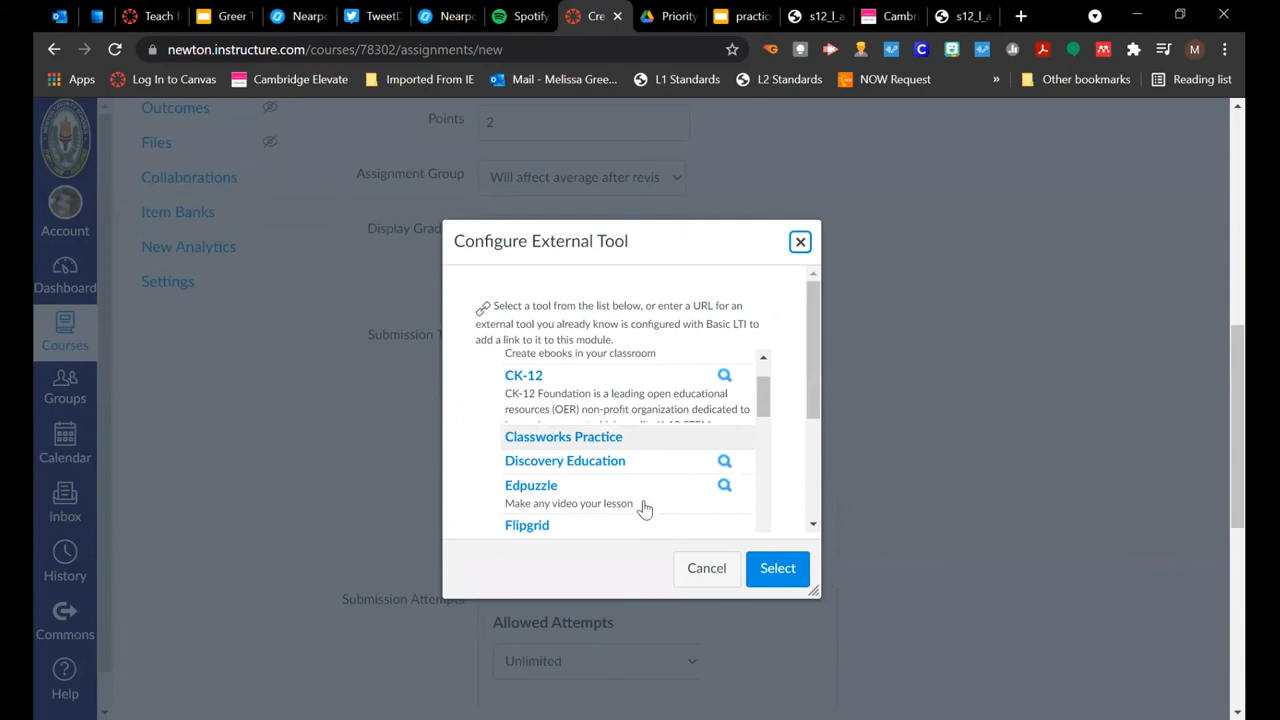 Teach f
Greer T
Nearpo
TweetD
Nearpo
Spotify
Cre
Priority
practic
s12_l_a
Cambri
s12_l_a
newton.instructure.com/courses/78302/assignments/new
M
Apps
Log In to Canvas
Cambridge Elevate
Imported From IE
Mail - Melissa Gree...
L1 Standards
L2 Standards
NOW Request
»
Other bookmarks
Reading list
Account
Dashboard
Courses
Groups
Calendar
Inbox
History
Commons
Help
Outcomes
Files
Collaborations
Item Banks
New Analytics
Settings
Points
2
Assignment Group
Will affect average after revis
Display Grad
Submission T
Configure External Tool
Select a tool from the list below, or enter a URL for an
external tool you already know is configured with Basic LTI to
add a link to it to this module.
Create ebooks in your classroom
CK-12
CK-12 Foundation is a leading open educational
resources (OER) non-profit organization dedicated to
Classworks Practice
Discovery Education
Edpuzzle
Make any video your lesson
Flipgrid
Cancel
Select
Submission Attempts
Allowed Attempts
Unlimited